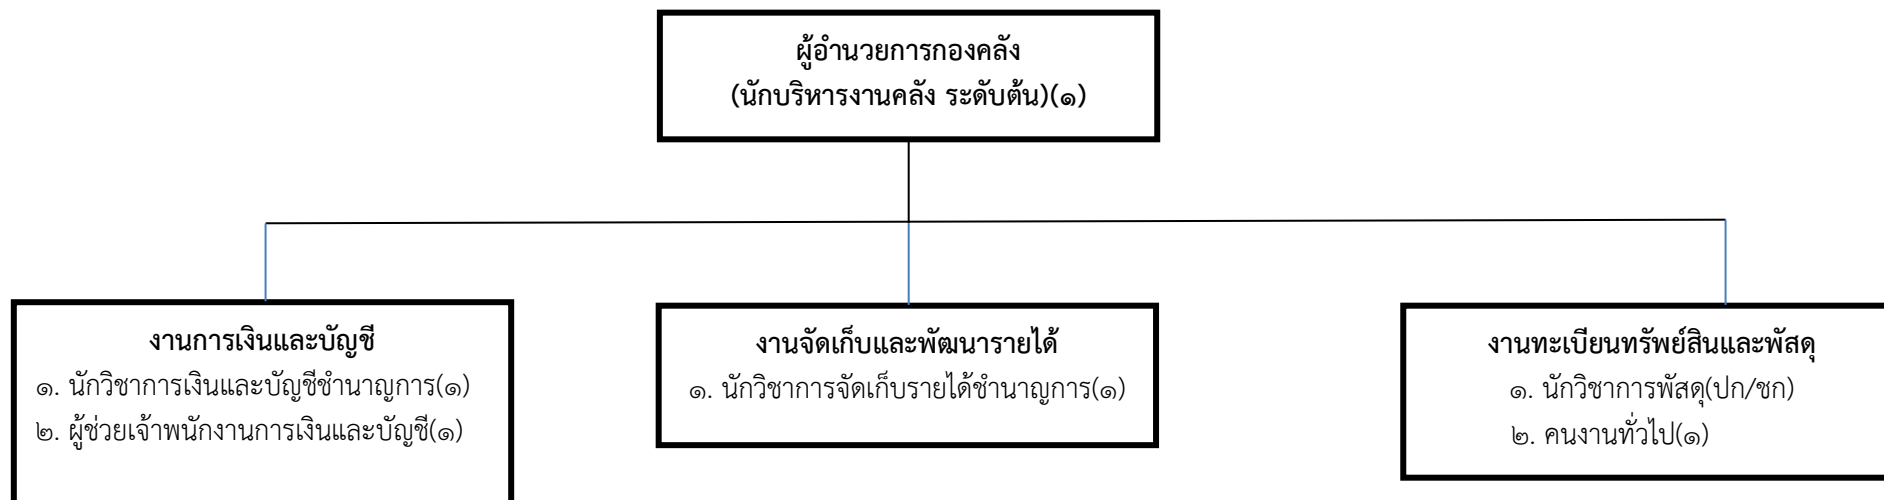 ผู้อำนวยการกองคลัง
(นักบริหารงานคลัง ระดับต้น)(๑)
งานการเงินและบัญชี
๑. นักวิชาการเงินและบัญชีชำนาญการ(๑)
๒. ผู้ช่วยเจ้าพนักงานการเงินและบัญชี(๑)
งานจัดเก็บและพัฒนารายได้
๑. นักวิชาการจัดเก็บรายได้ชำนาญการ(๑)
งานทะเบียนทรัพย์สินและพัสดุ
๑. นักวิชาการพัสดุ(ปก/ชก)
๒. คนงานทั่วไป(๑)